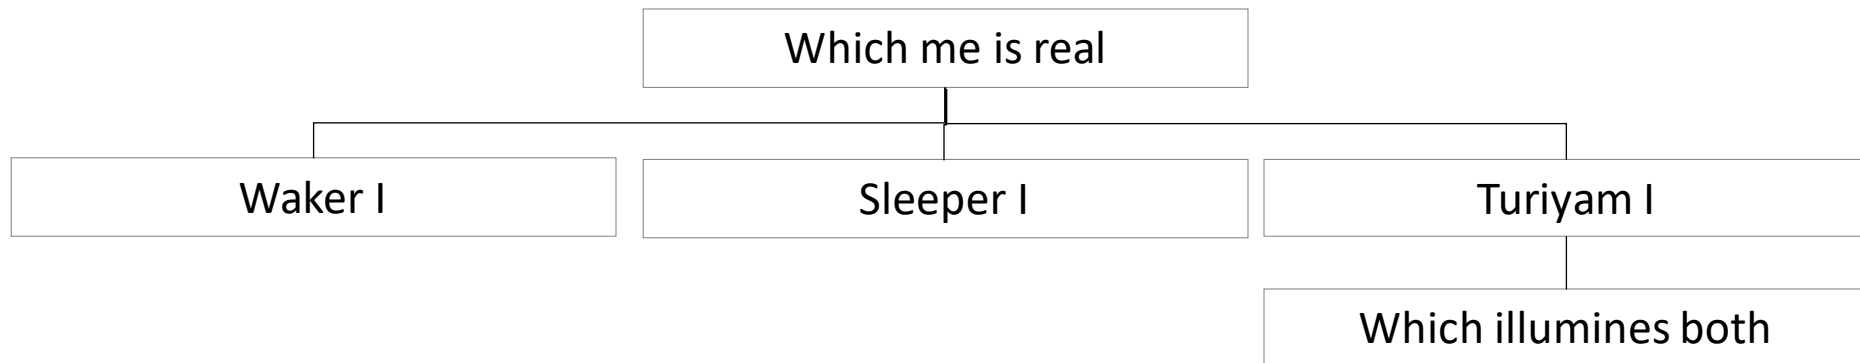 Which me is real
Waker I
Sleeper I
Turiyam I
Which illumines both